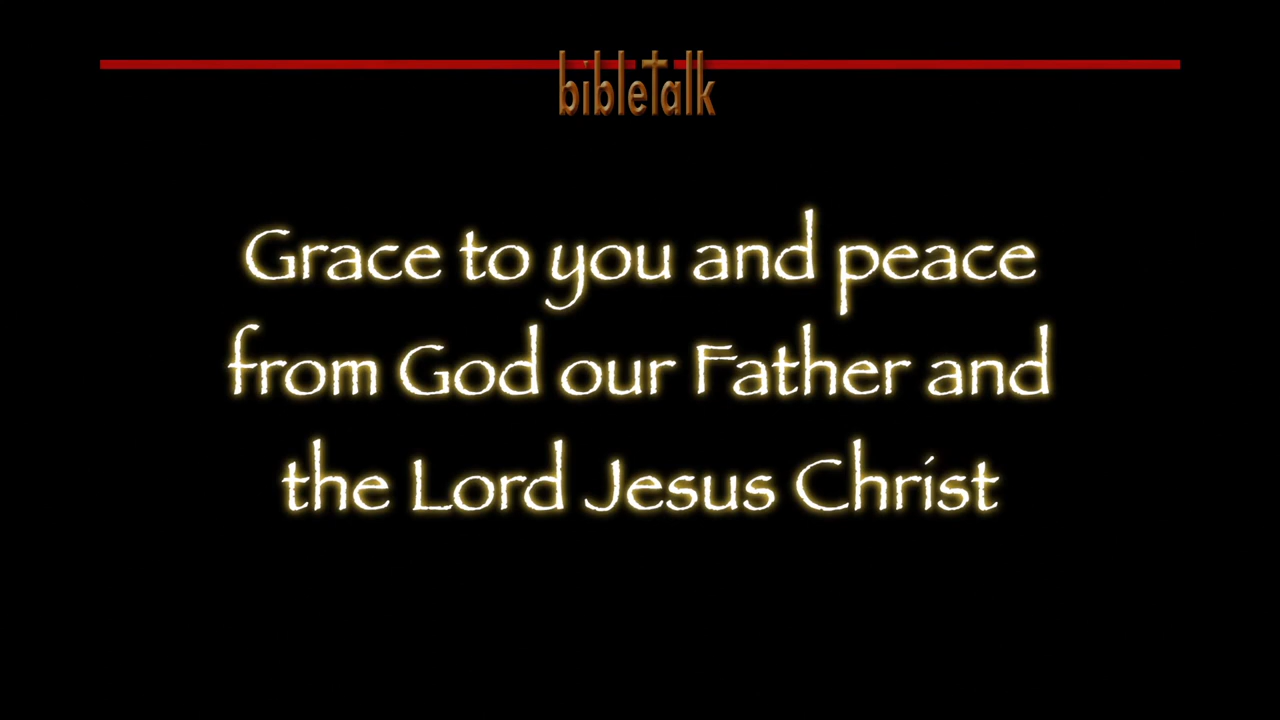 bibleTalk
Grace to you and peace
from God our Father and
the Lord Jesus Christ